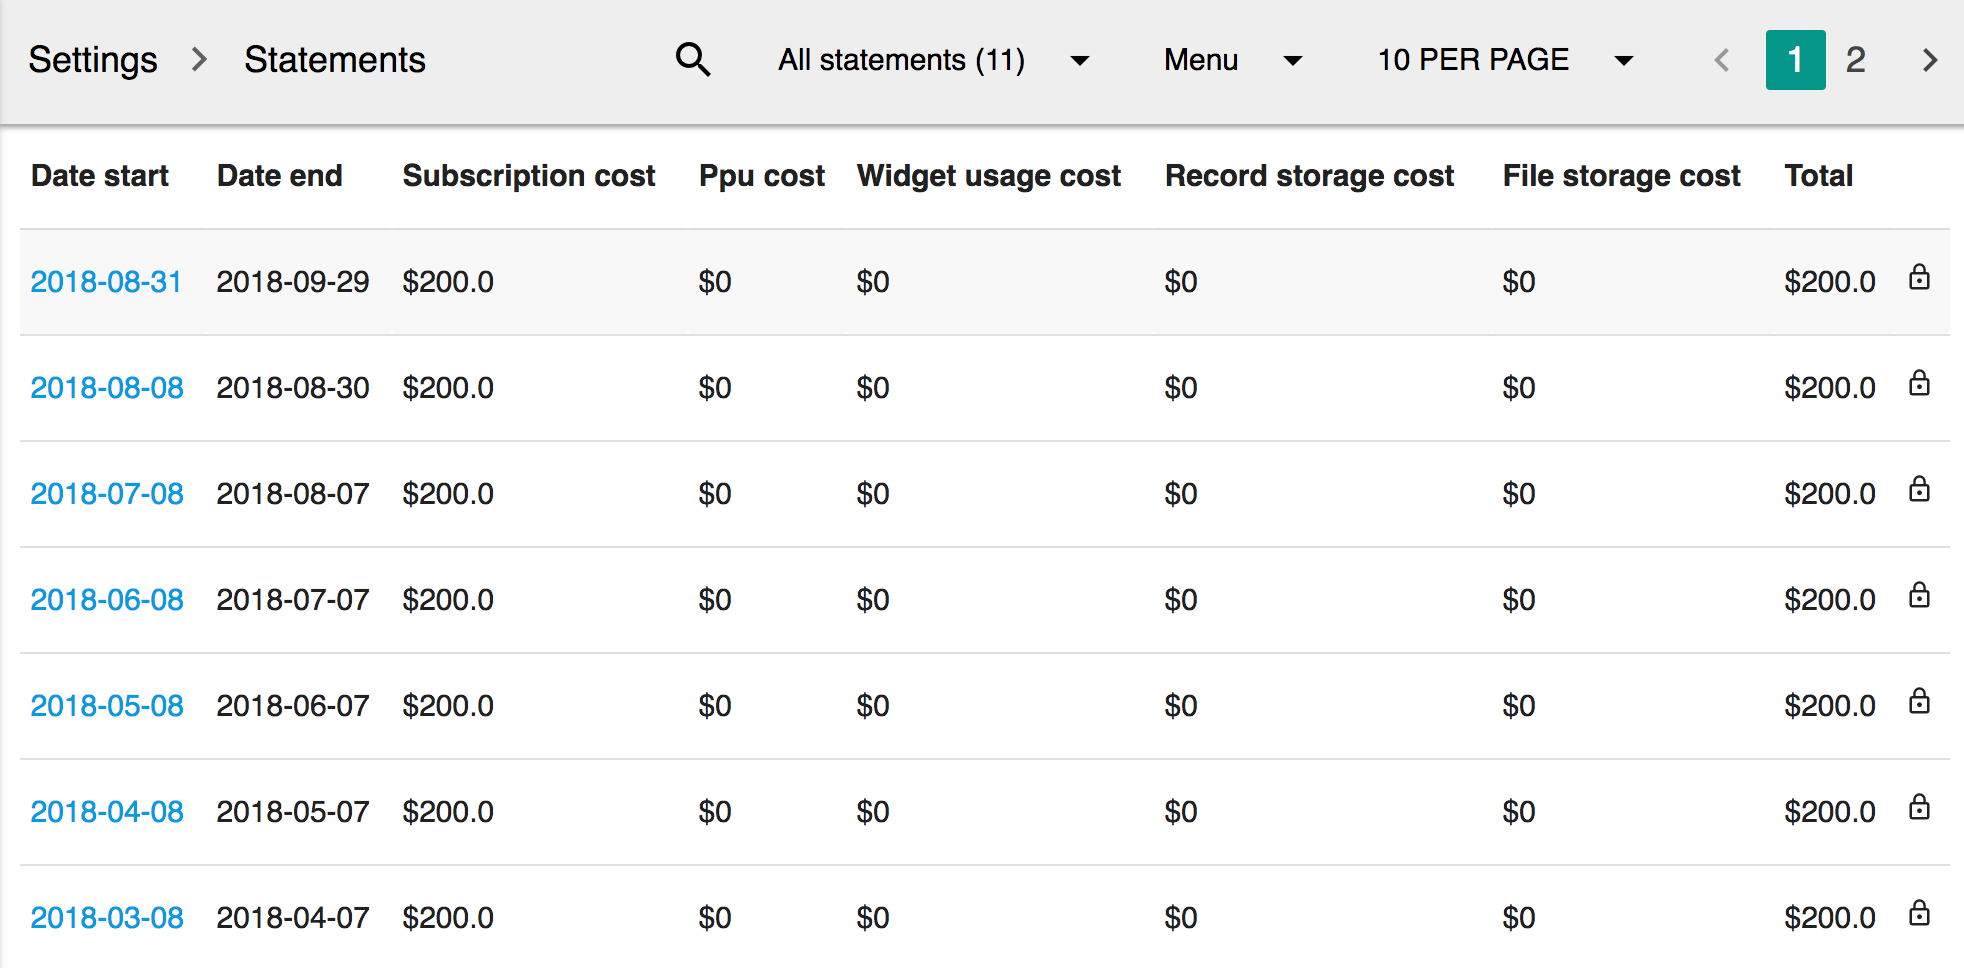 Settings > Statements All statements (11) Menu 10 PER PAGE < 1 2 >
Date start Date end Subscription cost Ppu cost Widget usage cost Record storage cost File storage cost Total
2018-08-31 2018-09-29 $200.0 $0 $0 $0 $0 $200.0
2018-08-08 2018-08-30 $200.0 $0 $0 $0 $0 $200.0
2018-07-08 2018-08-07 $200.0 $0 $0 $0 $0 $200.0
2018-06-08 2018-07-07 $200.0 $0 $0 $0 $0 $200.0
2018-05-08 2018-06-07 $200.0 $0 $0 $0 $0 $200.0
2018-04-08 2018-05-07 $200.0 $0 $0 $0 $0 $200.0
2018-03-08 2018-04-07 $200.0 $0 $0 $0 $0 $200.0